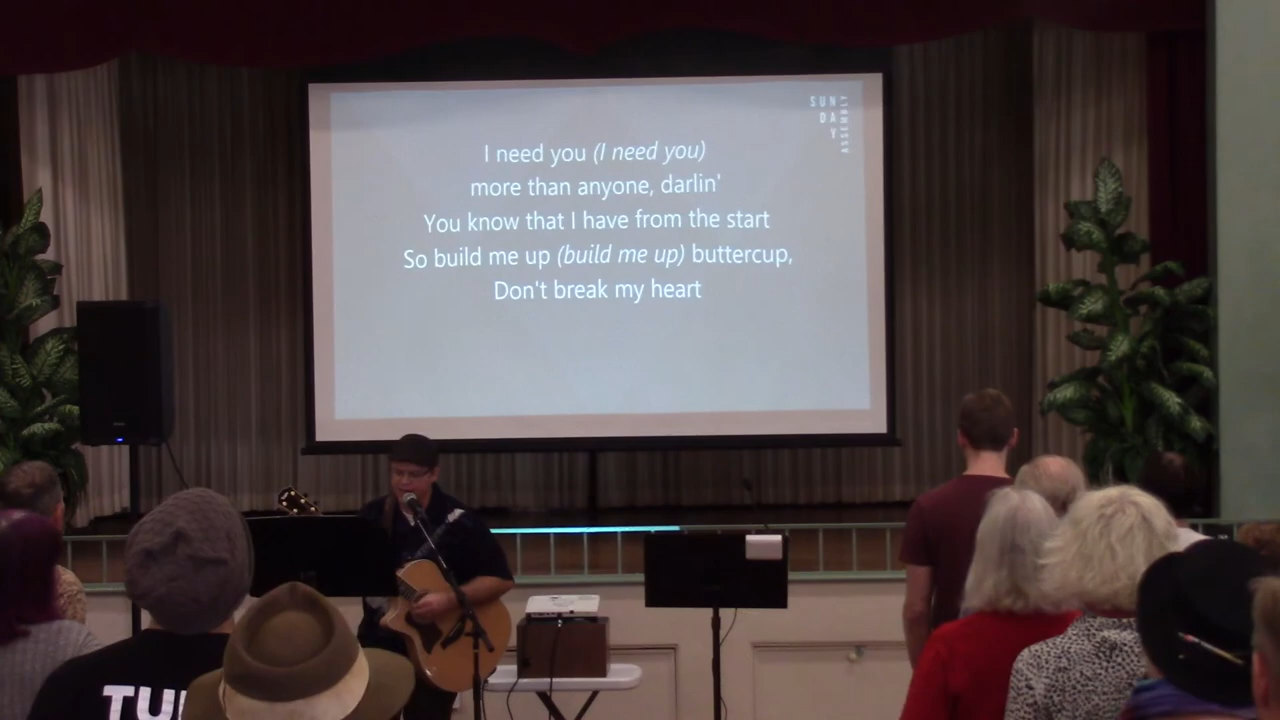 SUN
DA
Y
ASSEMBLY
I need you (I need you)
more than anyone, darlin'
You know that I have from the start
So build me up (build me up) buttercup,
Don't break my heart